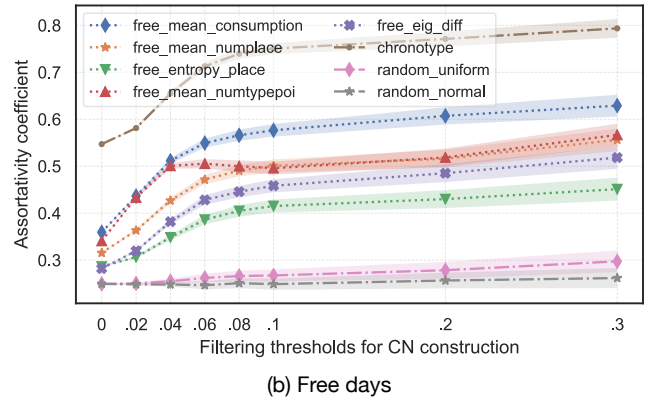 Assortativity coefficient
0.8
0.7
0.6
0.5
0.4
0.3
free_mean_consumption
free_mean_numplace
free_entropy_place
free_mean_numtypepoi
free_eig_diff
chronotype
random_uniform
random_normal
0 .02 .04 .06 .08 .1 .2 .3
Filtering thresholds for CN construction
(b) Free days